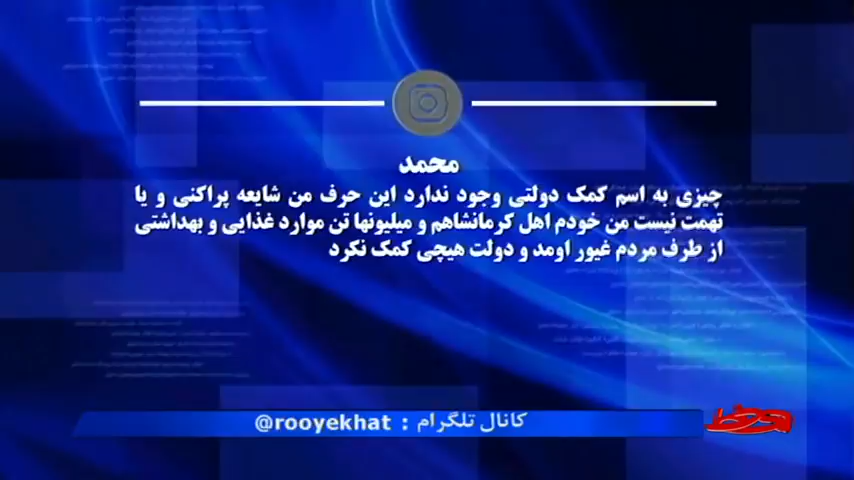 محمد
چیزی به اسم کمک دولتی وجود ندارد این حرف من شایعه پراکنی و یا
تهمت نیست من خودم اهل کرمانشاهم و میلیونها تن موارد غذایی و بهداشتی
از طرف مردم غیور اومد و دولت هیچی کمک نکرد
کانال تلگرام : @rooyekhat